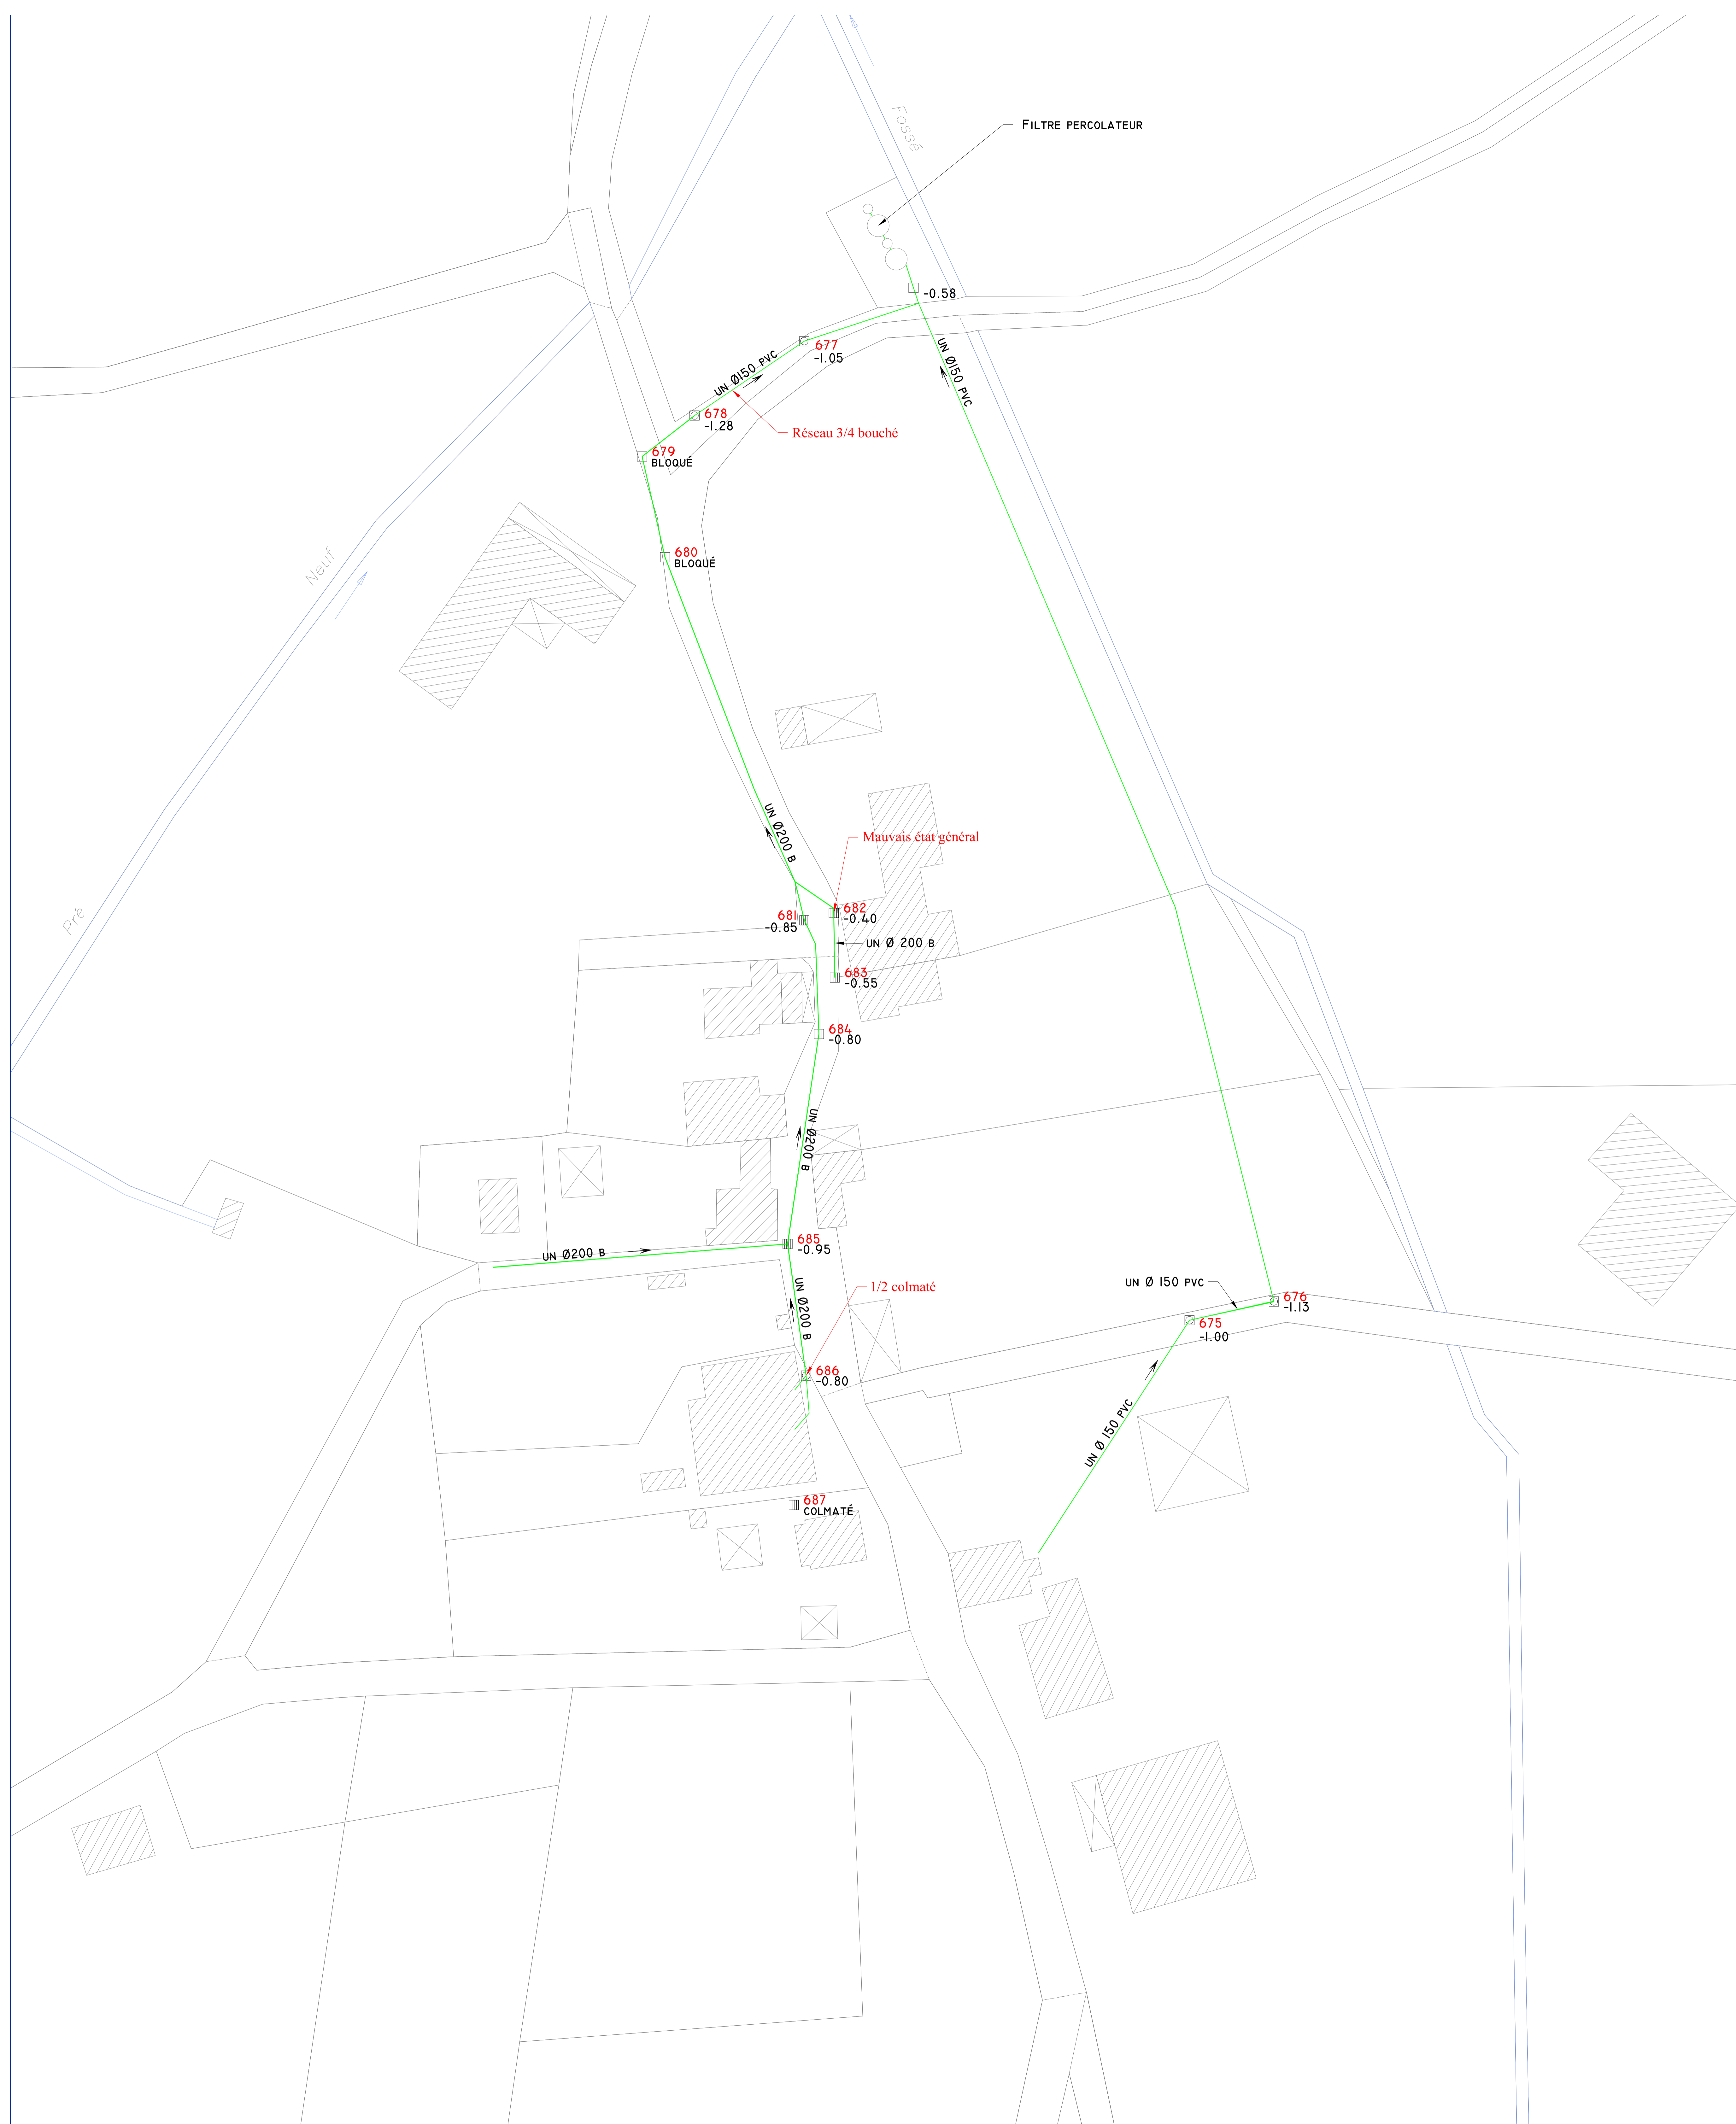 Fossé
FILTRE PERCOLATEUR
-0.58
677
-1.05
UN Ø150 PVC
UN Ø150 PVC
678
-1.28
Réseau 3/4 bouché
679
BLOQUÉ
680
BLOQUÉ
Neuf
Pré
UN Ø200 B
Mauvais état général
682
-0.40
681
-0.85
UN Ø 200 B
683
-0.55
684
-0.80
UN Ø200 B
685
-0.95
UN Ø200 B
UN Ø200 B
1/2 colmaté
UN Ø 150 PVC
676
-1.13
675
-1.00
686
-0.80
UN Ø 150 PVC
687
COLMATÉ